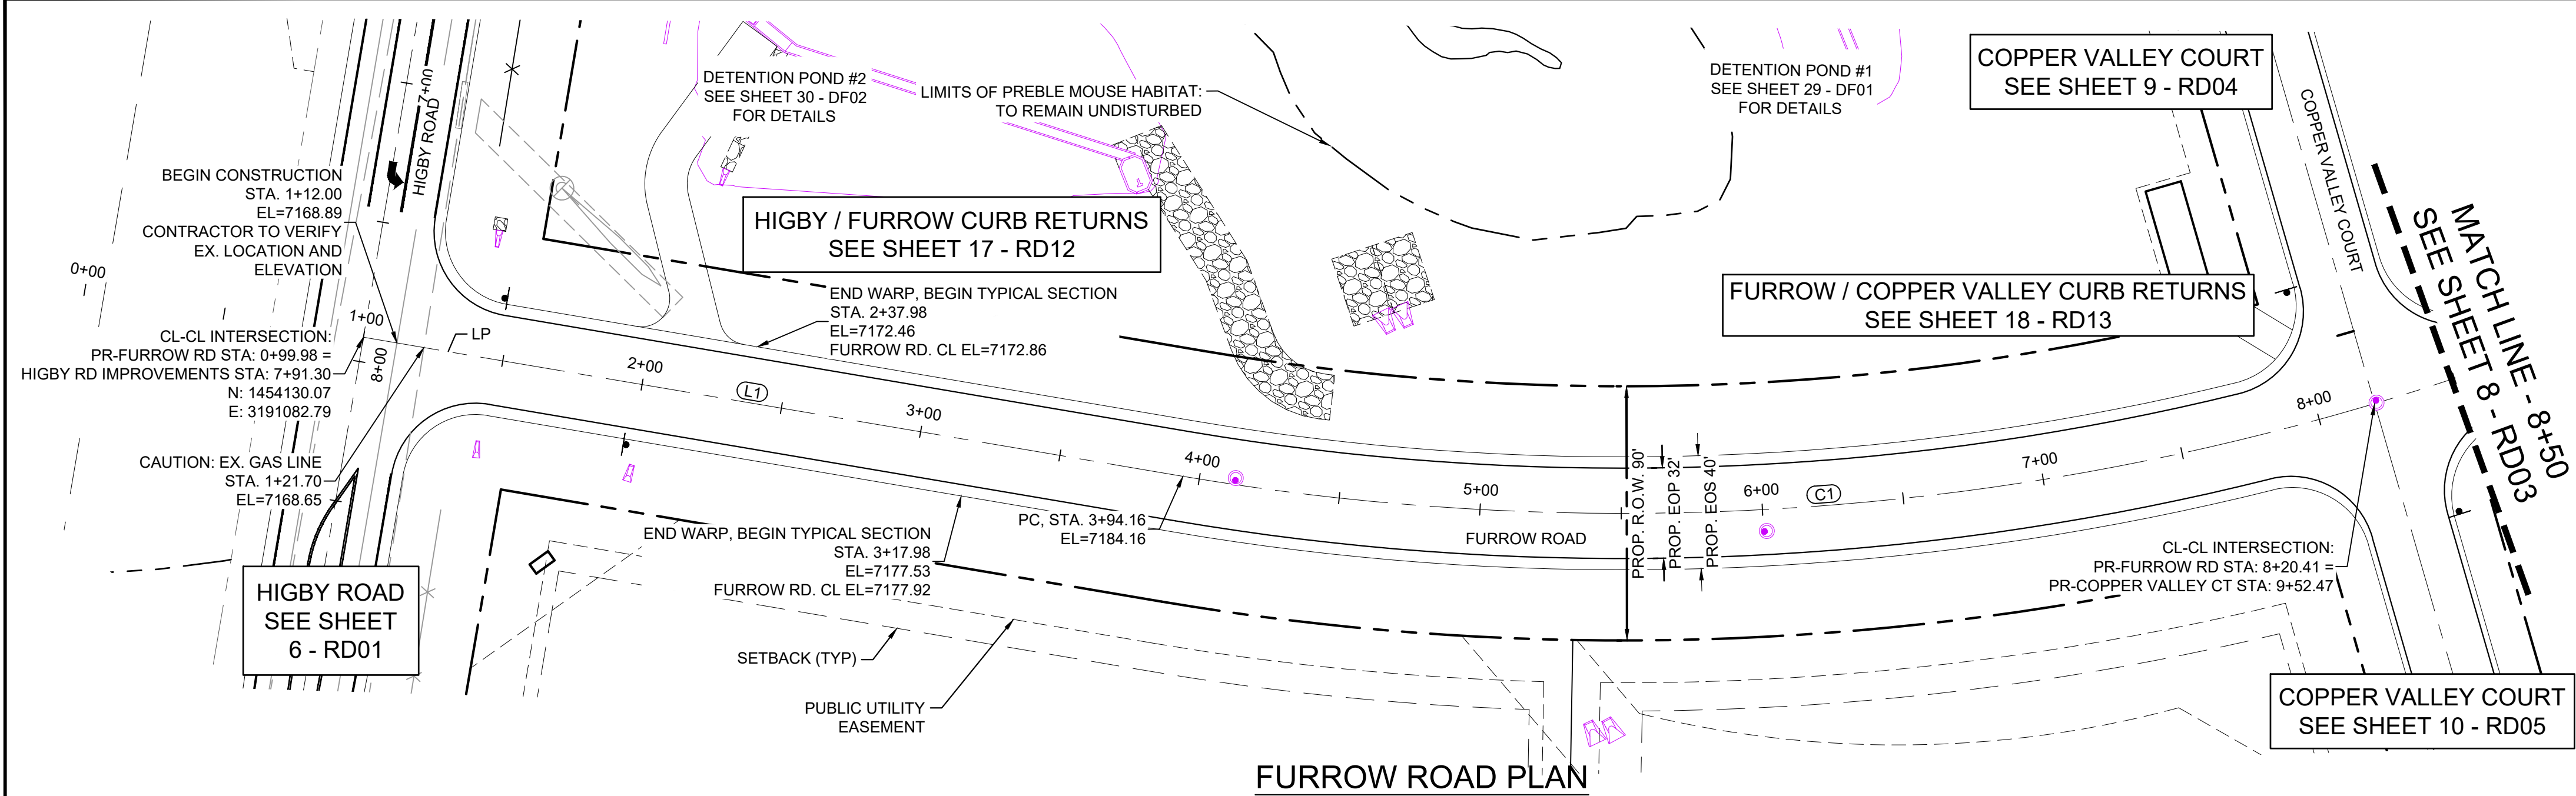 DETENTION POND #2
SEE SHEET 30 - DF02
FOR DETAILS
LIMITS OF PREBLE MOUSE HABITAT:
TO REMAIN UNDISTURBED
DETENTION POND #1
SEE SHEET 29 - DF01
FOR DETAILS
COPPER VALLEY COURT
SEE SHEET 9 - RD04
COPPER VALLEY COURT
7+00
HIGBY ROAD
BEGIN CONSTRUCTION
STA. 1+12.00
EL=7168.89
CONTRACTOR TO VERIFY
EX. LOCATION AND
ELEVATION
HIGBY / FURROW CURB RETURNS
SEE SHEET 17 - RD12
FURROW / COPPER VALLEY CURB RETURNS
SEE SHEET 18 - RD13
MATCH LINE - 8+50
SEE SHEET 8 - RD03
0+00
1+00
8+00
LP
2+00
L1
3+00
4+00
5+00
6+00
C1
7+00
8+00
CL-CL INTERSECTION:
PR-FURROW RD STA: 0+99.98 =
HIGBY RD IMPROVEMENTS STA: 7+91.30
N: 1454130.07
E: 3191082.79
END WARP, BEGIN TYPICAL SECTION
STA. 2+37.98
EL=7172.46
FURROW RD. CL EL=7172.86
CAUTION: EX. GAS LINE
STA. 1+21.70
EL=7168.65
END WARP, BEGIN TYPICAL SECTION
STA. 3+17.98
EL=7177.53
FURROW RD. CL EL=7177.92
PC, STA. 3+94.16
EL=7184.16
FURROW ROAD
PROP. R.O.W. 90'
PROP. EOP 32'
PROP. EOS 40'
CL-CL INTERSECTION:
PR-FURROW RD STA: 8+20.41 =
PR-COPPER VALLEY CT STA: 9+52.47
HIGBY ROAD
SEE SHEET
6 - RD01
SETBACK (TYP)
PUBLIC UTILITY
EASEMENT
COPPER VALLEY COURT
SEE SHEET 10 - RD05
FURROW ROAD PLAN